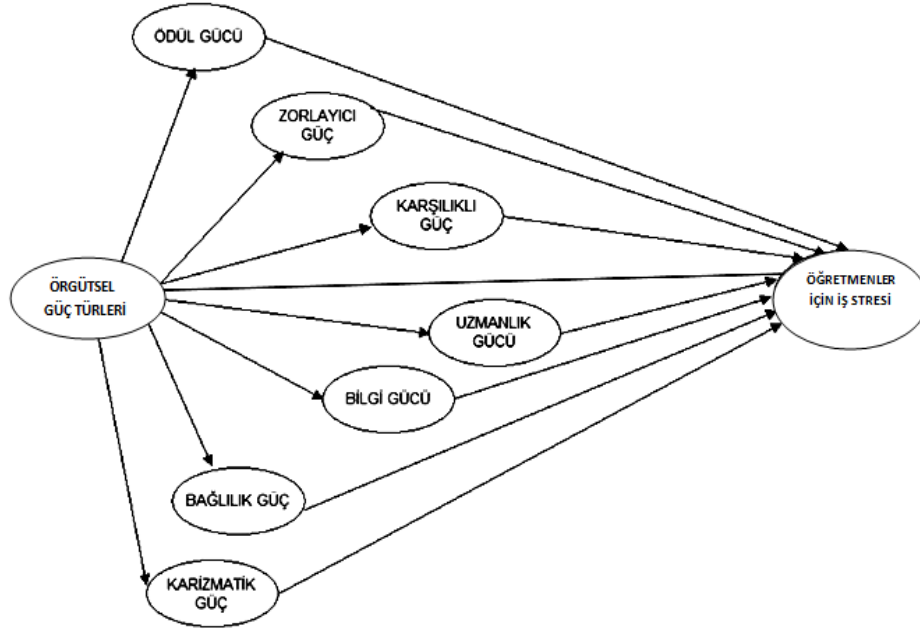 ÖDÜL GÜCÜ
ZORLAYICI
GÜÇ
KARŞILIKLI
GÜÇ
ÖRGÜTSEL
GÜÇ TÜRLERİ
ÖĞRETMENLER
İÇİN İŞ STRESİ
UZMANLIK
GÜCÜ
BİLGİ GÜCÜ
BAĞLILIK GÜÇ
KARİZMATİK
GÜÇ